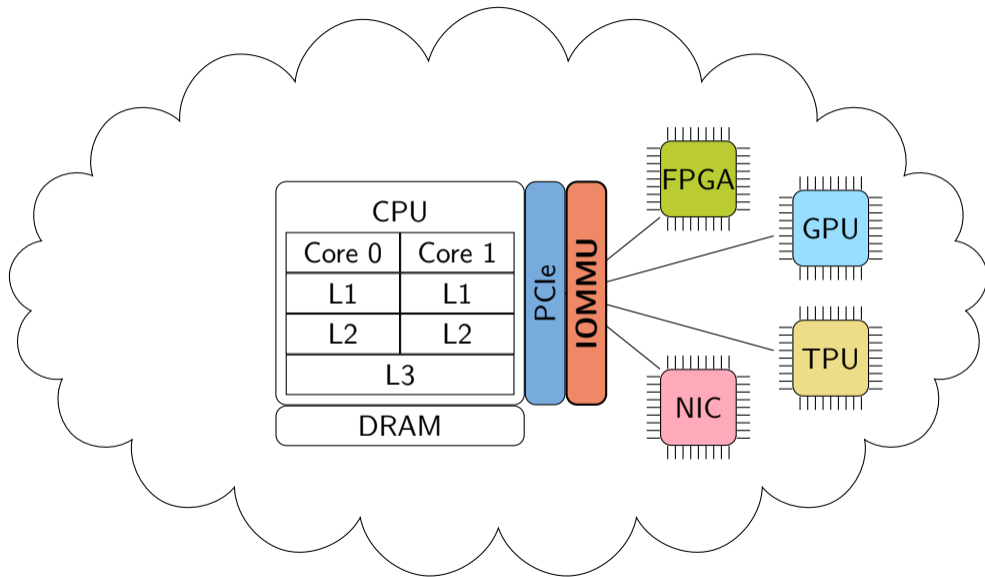 CPU
Core 0 Core 1
L1 L1
L2 L2
L3
DRAM
PCIe
IOMMU
FPGA
GPU
TPU
NIC